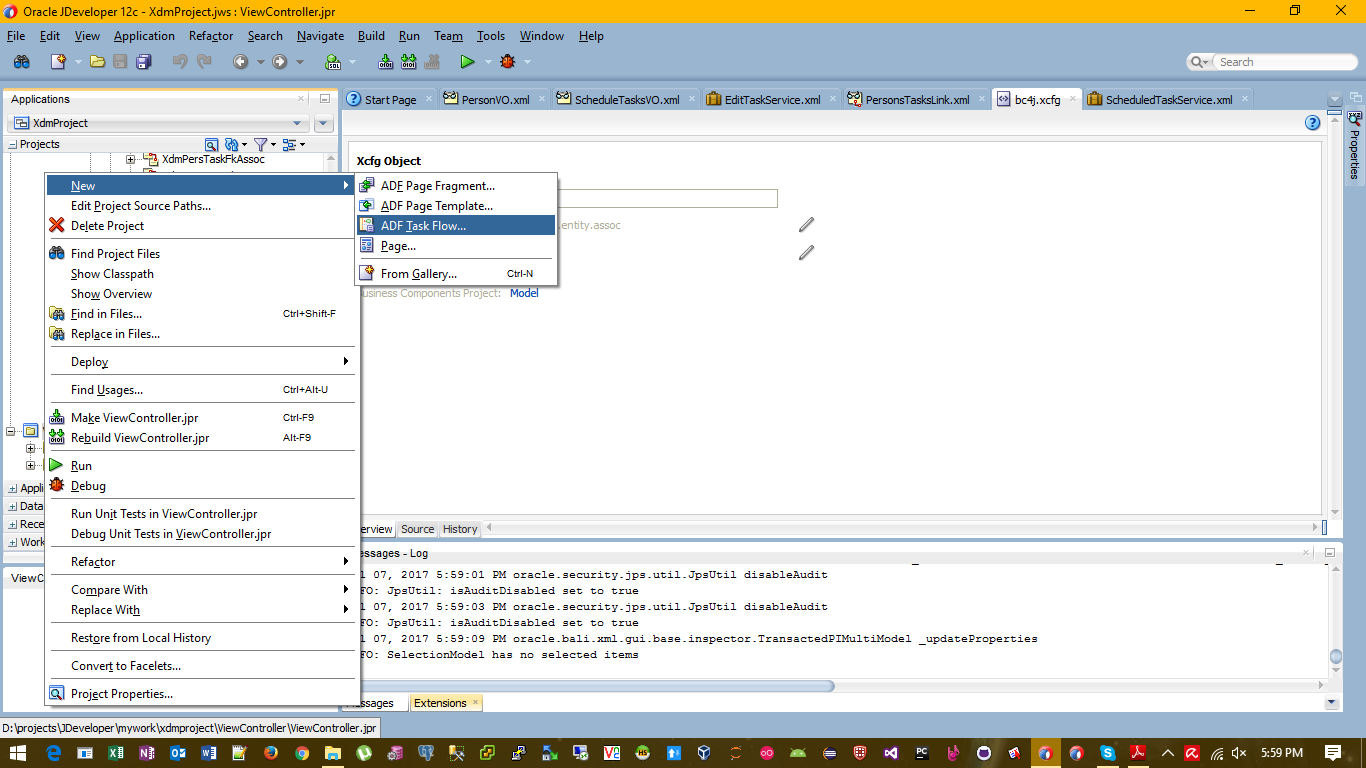 Oracle JDeveloper 12c - XdmProject.jws : ViewController.jpr
File Edit View Application Refactor Search Navigate Build Run Team Tools Window Help
Search
Applications
XdmProject
Projects
XdmPersTaskFkAssoc
Start Page PersonVO.xml ScheduleTasksVO.xml EditTaskService.xml PersonsTasksLink.xml bc4j.xcfg ScheduledTaskService.xml
Properties
Xcfg Object
entity.assoc
Business Components Project: Model
New
Edit Project Source Paths...
Delete Project
Find Project Files
Show Classpath
Show Overview
Find in Files... Ctrl+Shift-F
Replace in Files...
Deploy
Find Usages... Ctrl+Alt-U
Make ViewController.jpr Ctrl-F9
Rebuild ViewController.jpr Alt-F9
Run
Debug
Run Unit Tests in ViewController.jpr
Debug Unit Tests in ViewController.jpr
Refactor
Compare With
Replace With
Restore from Local History
Convert to Facelets...
Project Properties...
ADF Page Fragment...
ADF Page Template...
ADF Task Flow...
Page...
From Gallery... Ctrl-N
Appli
Data
Rece
Work
ViewC
erview Source History
essages - Log
l 07, 2017 5:59:01 PM oracle.security.jps.util.JpsUtil disableAudit
FO: JpsUtil: isAuditDisabled set to true
l 07, 2017 5:59:03 PM oracle.security.jps.util.JpsUtil disableAudit
FO: JpsUtil: isAuditDisabled set to true
l 07, 2017 5:59:09 PM oracle.bali.xml.gui.base.inspector.TransactedPIMultiModel _updateProperties
FO: SelectionModel has no selected items
essages Extensions
D:\projects\JDeveloper\mywork\xdmproject\ViewController\ViewController.jpr
5:59 PM